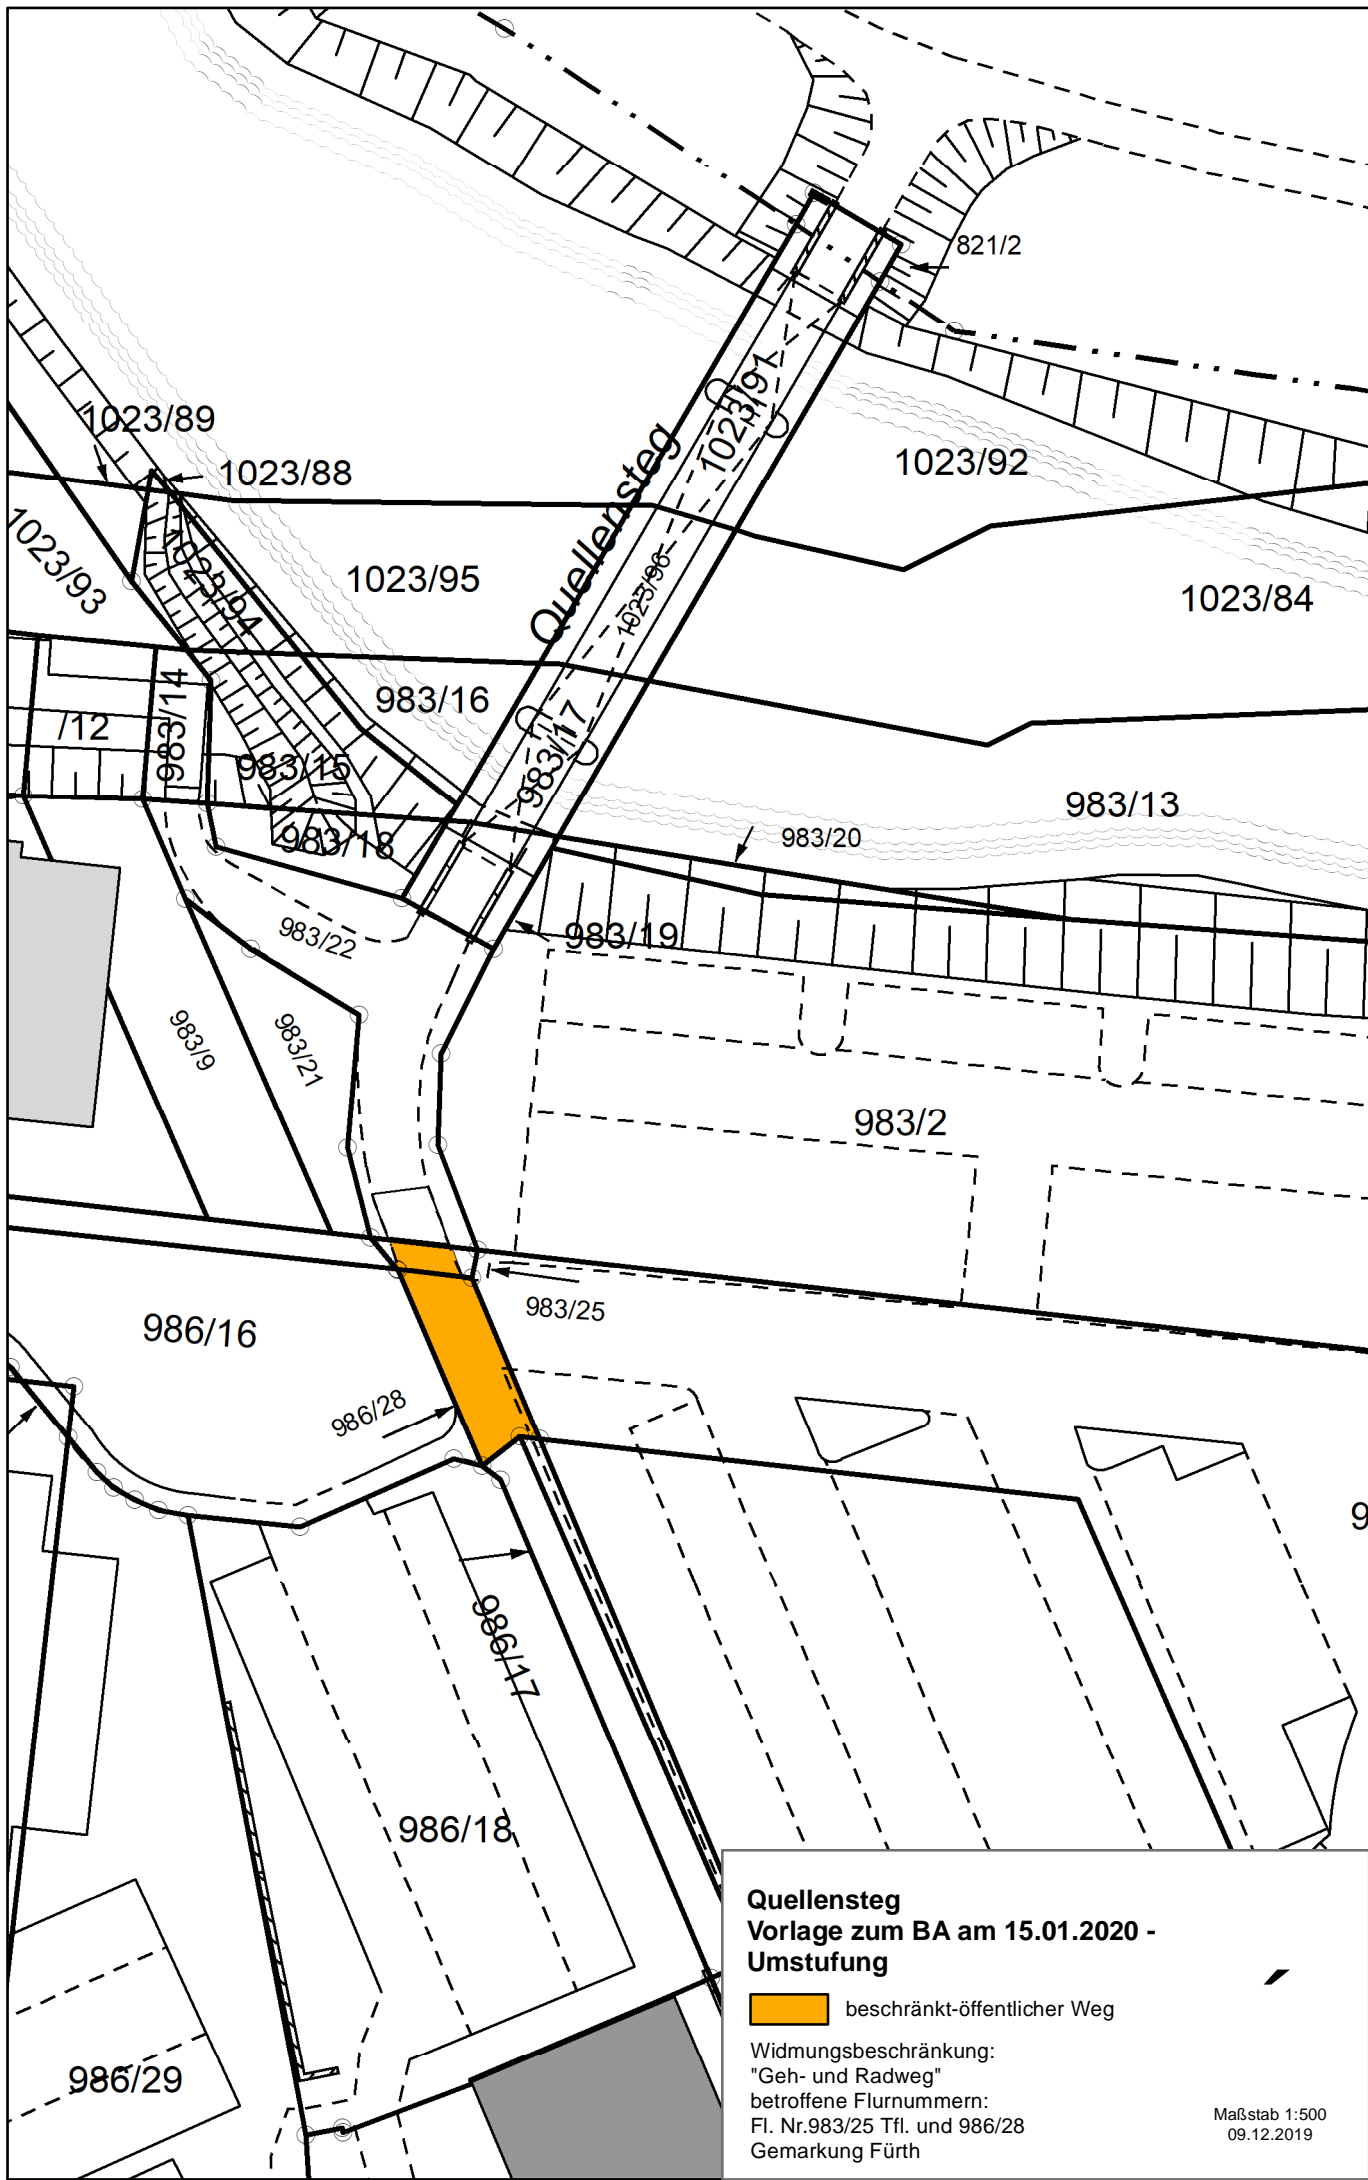 821/2
1023/91
1023/89
1023/88
1023/92
Quellensteg
1023/93
1023/94
1023/95
1023/96
1023/84
983/14
983/16
/12
983/15
983/17
983/13
983/18
983/20
983/22
983/19
983/9
983/21
983/2
983/25
986/16
986/28
9
986/17
986/18
986/29
Quellensteg
Vorlage zum BA am 15.01.2020 -
Umstufung
beschränkt-öffentlicher Weg
Widmungsbeschränkung:
"Geh- und Radweg"
betroffene Flurnummern:
Fl. Nr.983/25 Tfl. und 986/28
Gemarkung Fürth
Maßstab 1:500
09.12.2019